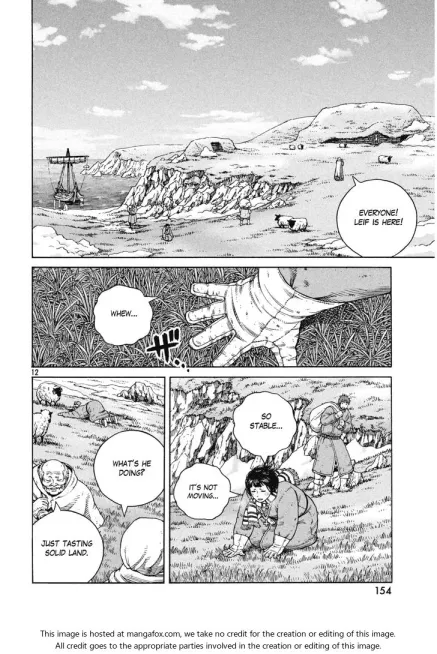 EVERYONE!
LEIF IS HERE!
WHEW...
ザ...
12
WHAT'S HE
DOING?
JUST TASTING
SOLID LAND.
SO
STABLE...
IT'S NOT
MOVING...
154
This image is hosted at mangafox.com, we take no credit for the creation or editing of this image.
All credit goes to the appropriate parties involved in the creation or editing of this image.